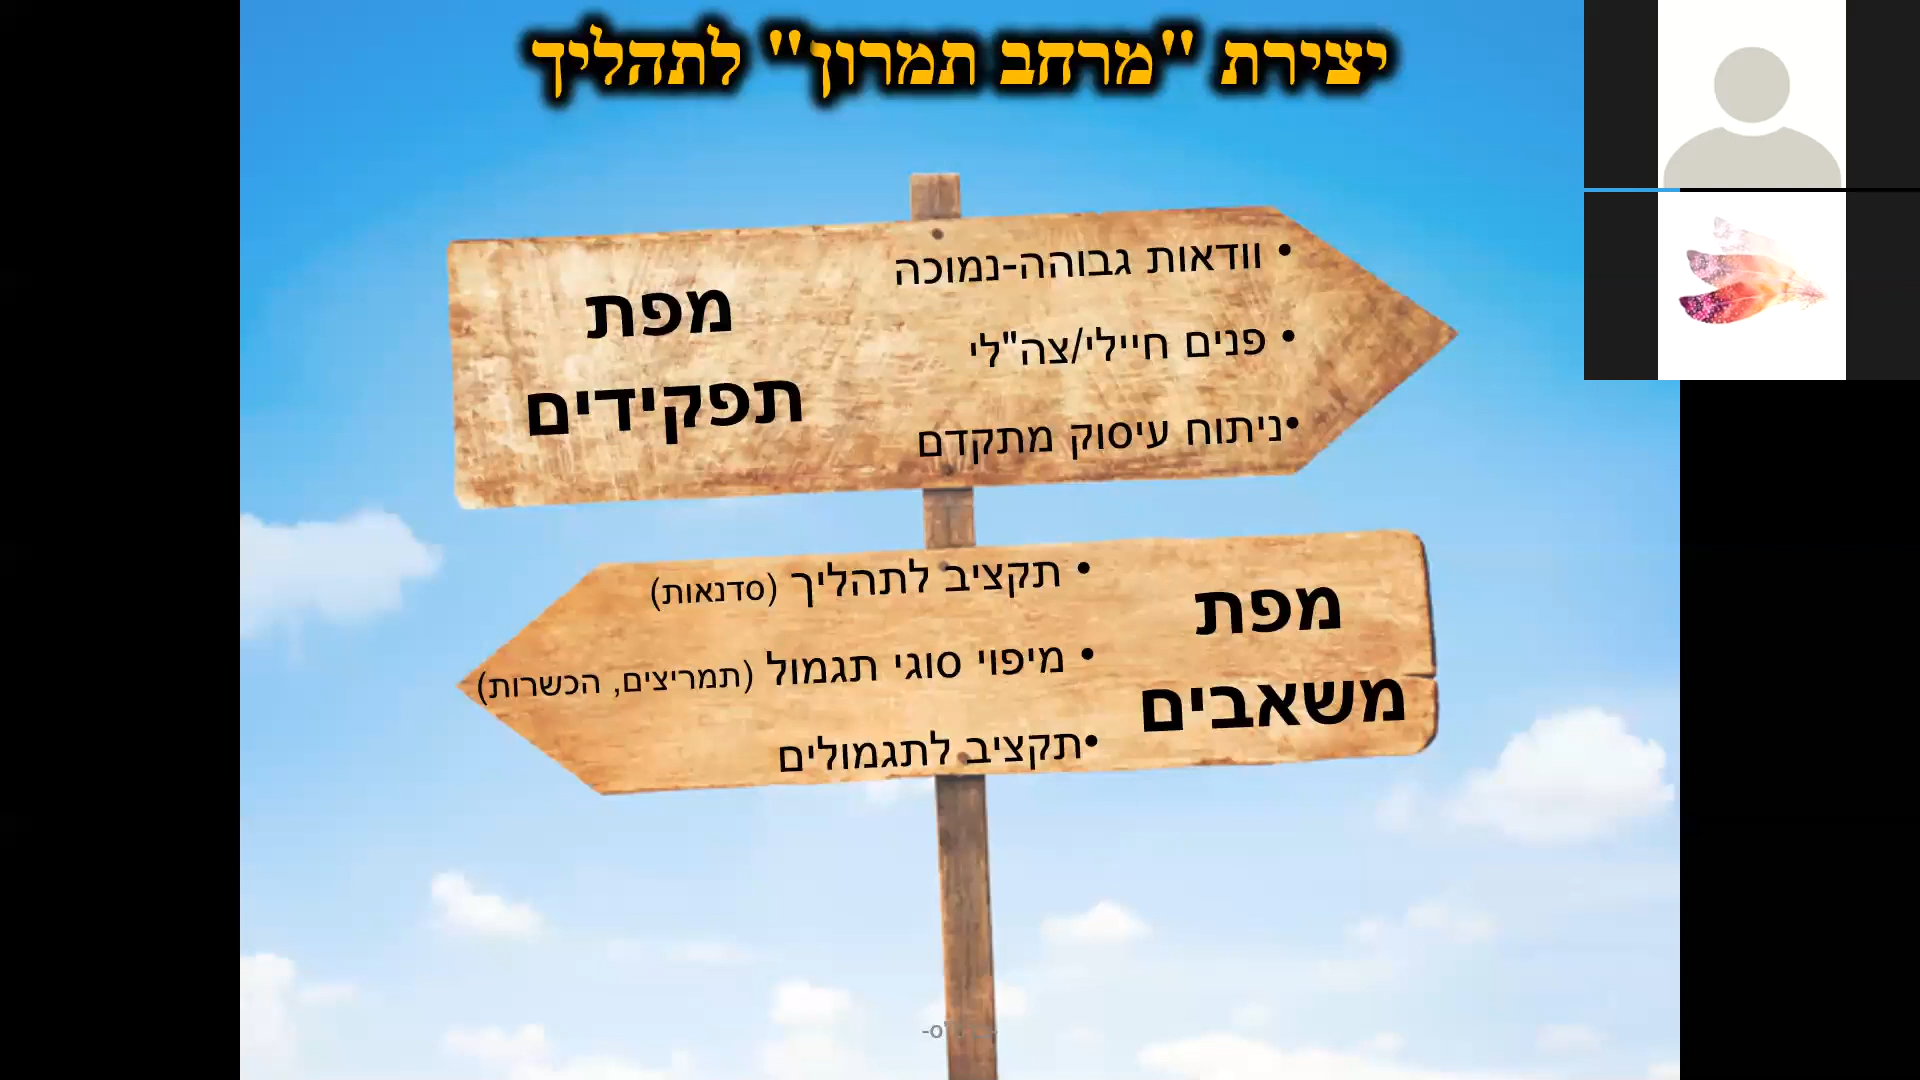 יצירת "מרחב תמרון" לתהליך
מפת
תפקידים
• וודאות גבוהה-נמוכה
• פנים חיילי/צה"לי
•ניתוח עיסוק מתקדם
מפת
משאבים
• תקציב לתהליך (סדנאות)
• מיפוי סוגי תגמול (תמריצים, הכשרות)
•תקציב לתגמולים